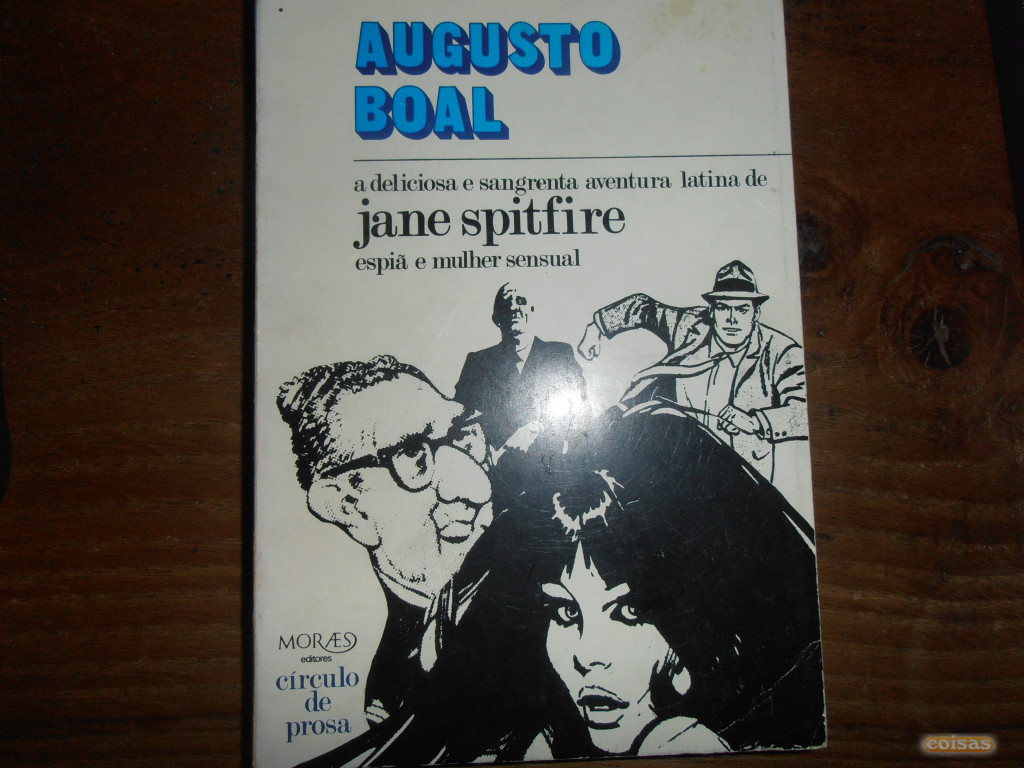 AUGUSTO
BOAL
a deliciosa e sangrenta aventura latina de
jane spitfire
espiã e mulher sensual
MORÆS
editores
círculo
de
prosa
coisas